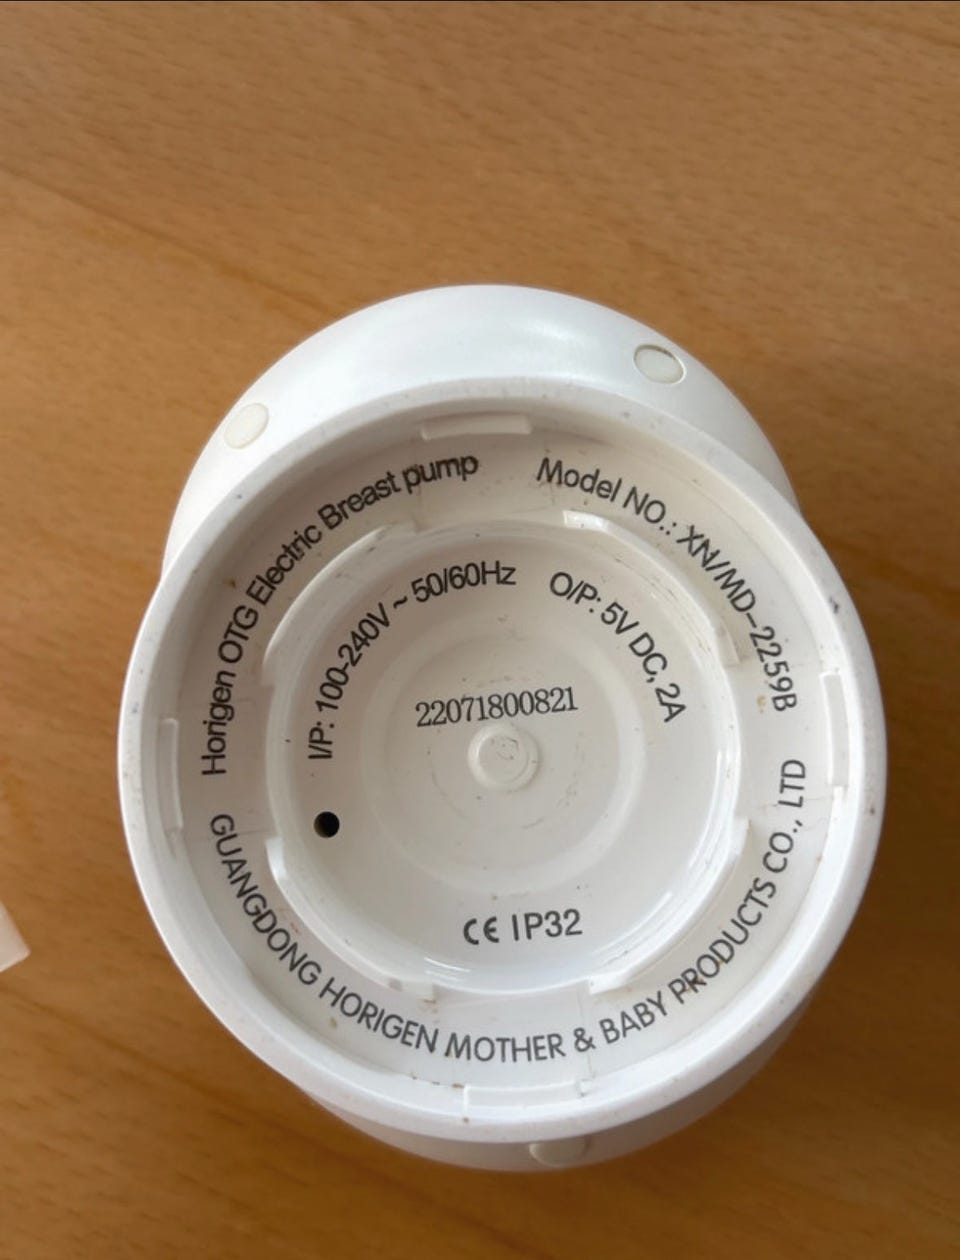 Horigen OTG Electric Breast pump
Model NO.: XN/MD-2259B
I/P: 100-240V ~ 50/60Hz
O/P: 5V DC, 2A
22071800821
CE IP32
GUANGDONG HORIGEN MOTHER & BABY PRODUCTS CO., LTD